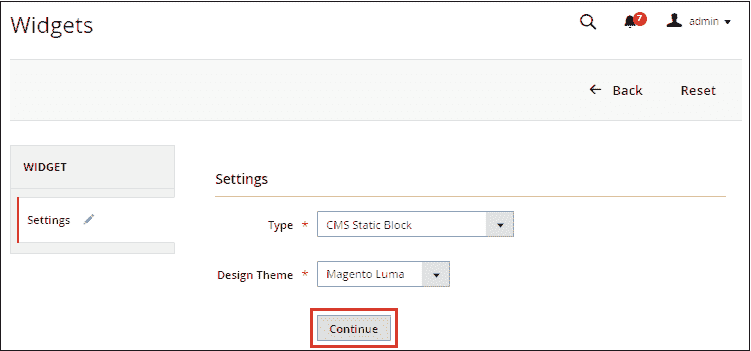 Widgets
7
admin
Back
Reset
WIDGET
Settings
Settings
Type * CMS Static Block
Design Theme * Magento Luma
Continue